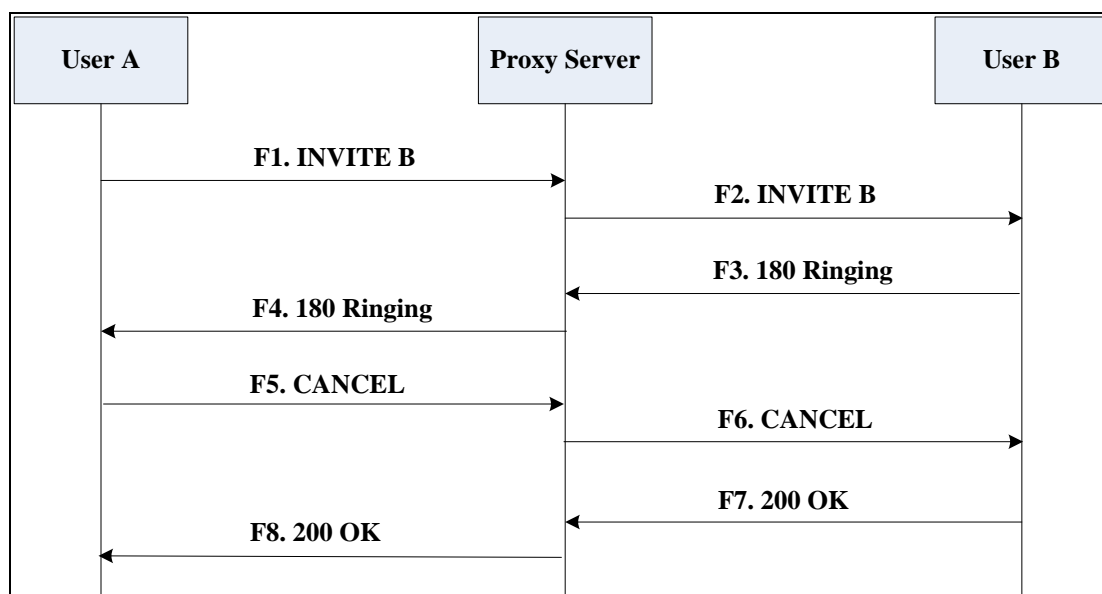 User A
Proxy Server
User B
F1. INVITE B
F2. INVITE B
F3. 180 Ringing
F4. 180 Ringing
F5. CANCEL
F6. CANCEL
F7. 200 OK
F8. 200 OK